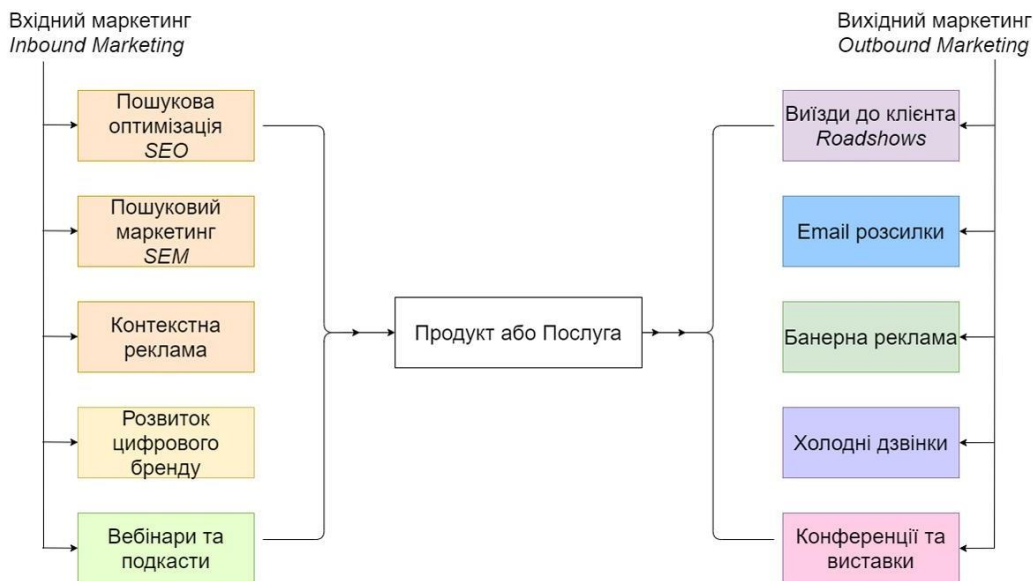 Вхідний маркетинг
Inbound Marketing
Пошукова
оптимізація
SEO
Пошуковий
маркетинг
SEM
Контекстна
реклама
Розвиток
цифрового
бренду
Вебінари та
подкасти
Продукт або Послуга
Вихідний маркетинг
Outbound Marketing
Виїзди до клієнта
Roadshows
Email розсилки
Банерна реклама
Холодні дзвінки
Конференції та
виставки